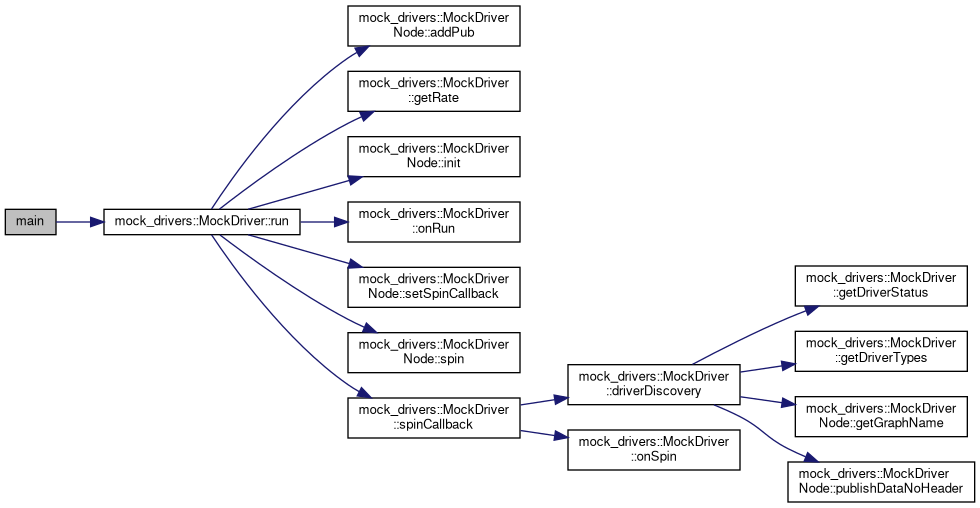 main
mock_drivers::MockDriver::run
mock_drivers::MockDriver
Node::addPub
mock_drivers::MockDriver
::getRate
mock_drivers::MockDriver
Node::init
mock_drivers::MockDriver
::onRun
mock_drivers::MockDriver
Node::setSpinCallback
mock_drivers::MockDriver
Node::spin
mock_drivers::MockDriver
::spinCallback
mock_drivers::MockDriver
::driverDiscovery
mock_drivers::MockDriver
::onSpin
mock_drivers::MockDriver
::getDriverStatus
mock_drivers::MockDriver
::getDriverTypes
mock_drivers::MockDriver
Node::getGraphName
mock_drivers::MockDriver
Node::publishDataNoHeader